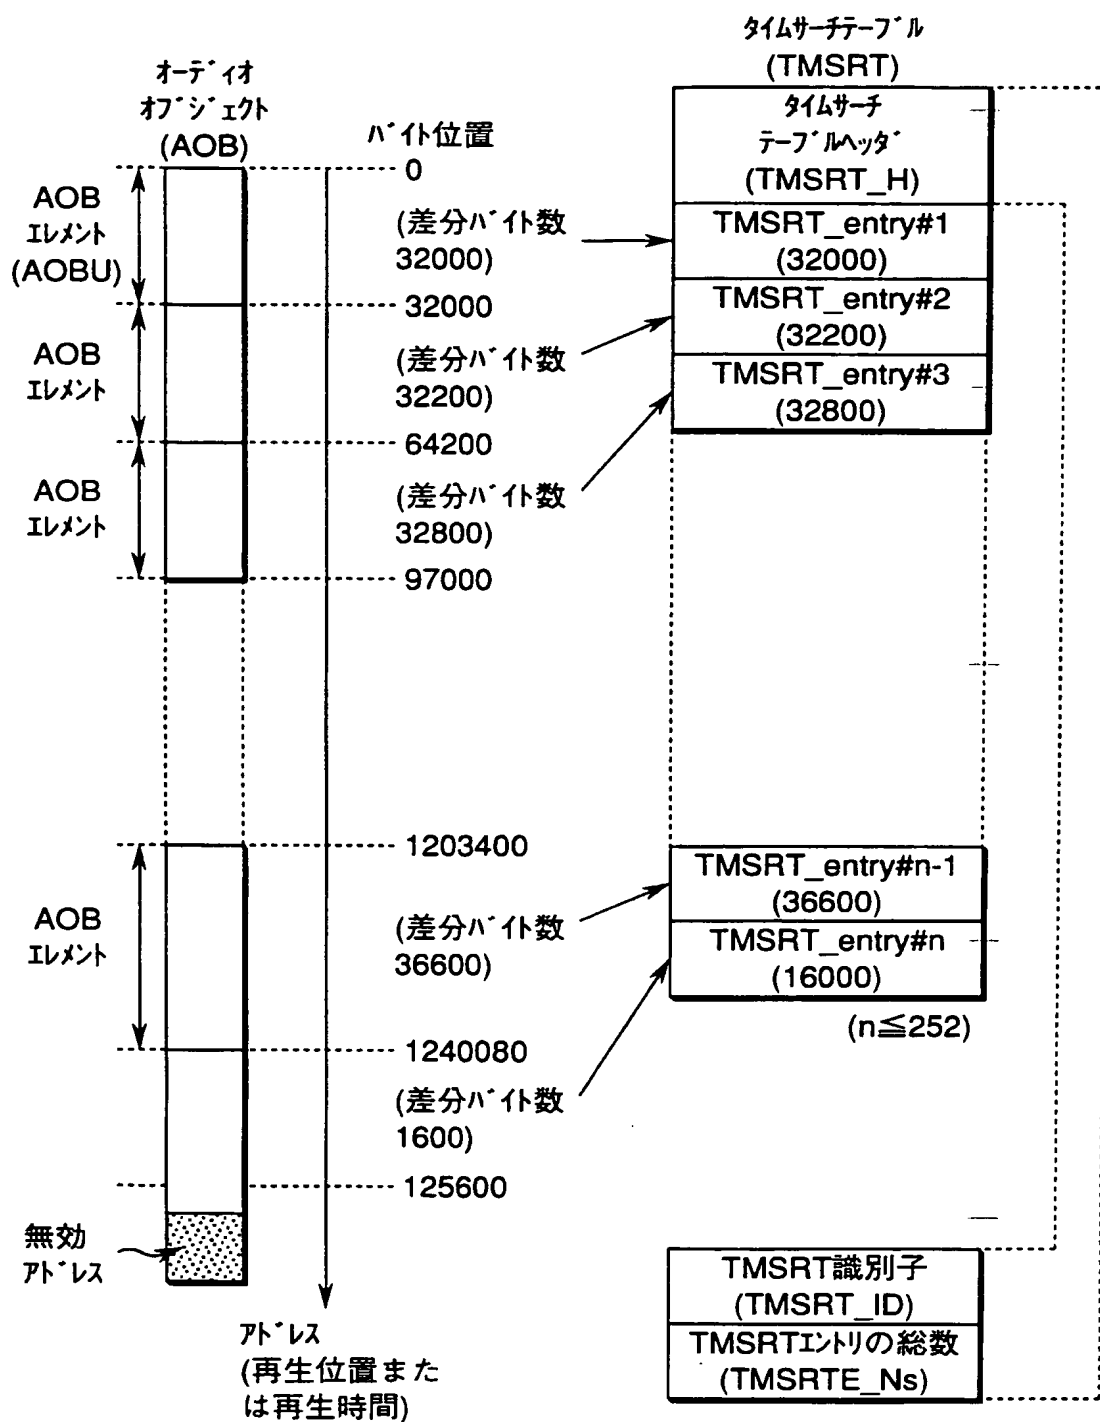 オーディオ
オブジェクト
(AOB)
AOB
エレメント
(AOBU)
AOB
エレメント
AOB
エレメント
AOB
エレメント
無効
アドレス
バイト位置
0
(差分バイト数
32000)
32000
(差分バイト数
32200)
64200
(差分バイト数
32800)
97000
1203400
(差分バイト数
36600)
1240080
(差分バイト数
1600)
125600
アドレス
(再生位置また
は再生時間)
タイムサーチテーブル
(TMSRT)
タイムサーチ
テーブルヘッダ
(TMSRT_H)
TMSRT_entry#1
(32000)
TMSRT_entry#2
(32200)
TMSRT_entry#3
(32800)
TMSRT_entry#n-1
(36600)
TMSRT_entry#n
(16000)
(n≦252)
TMSRT識別子
(TMSRT_ID)
TMSRTエントリの総数
(TMSRTE_Ns)